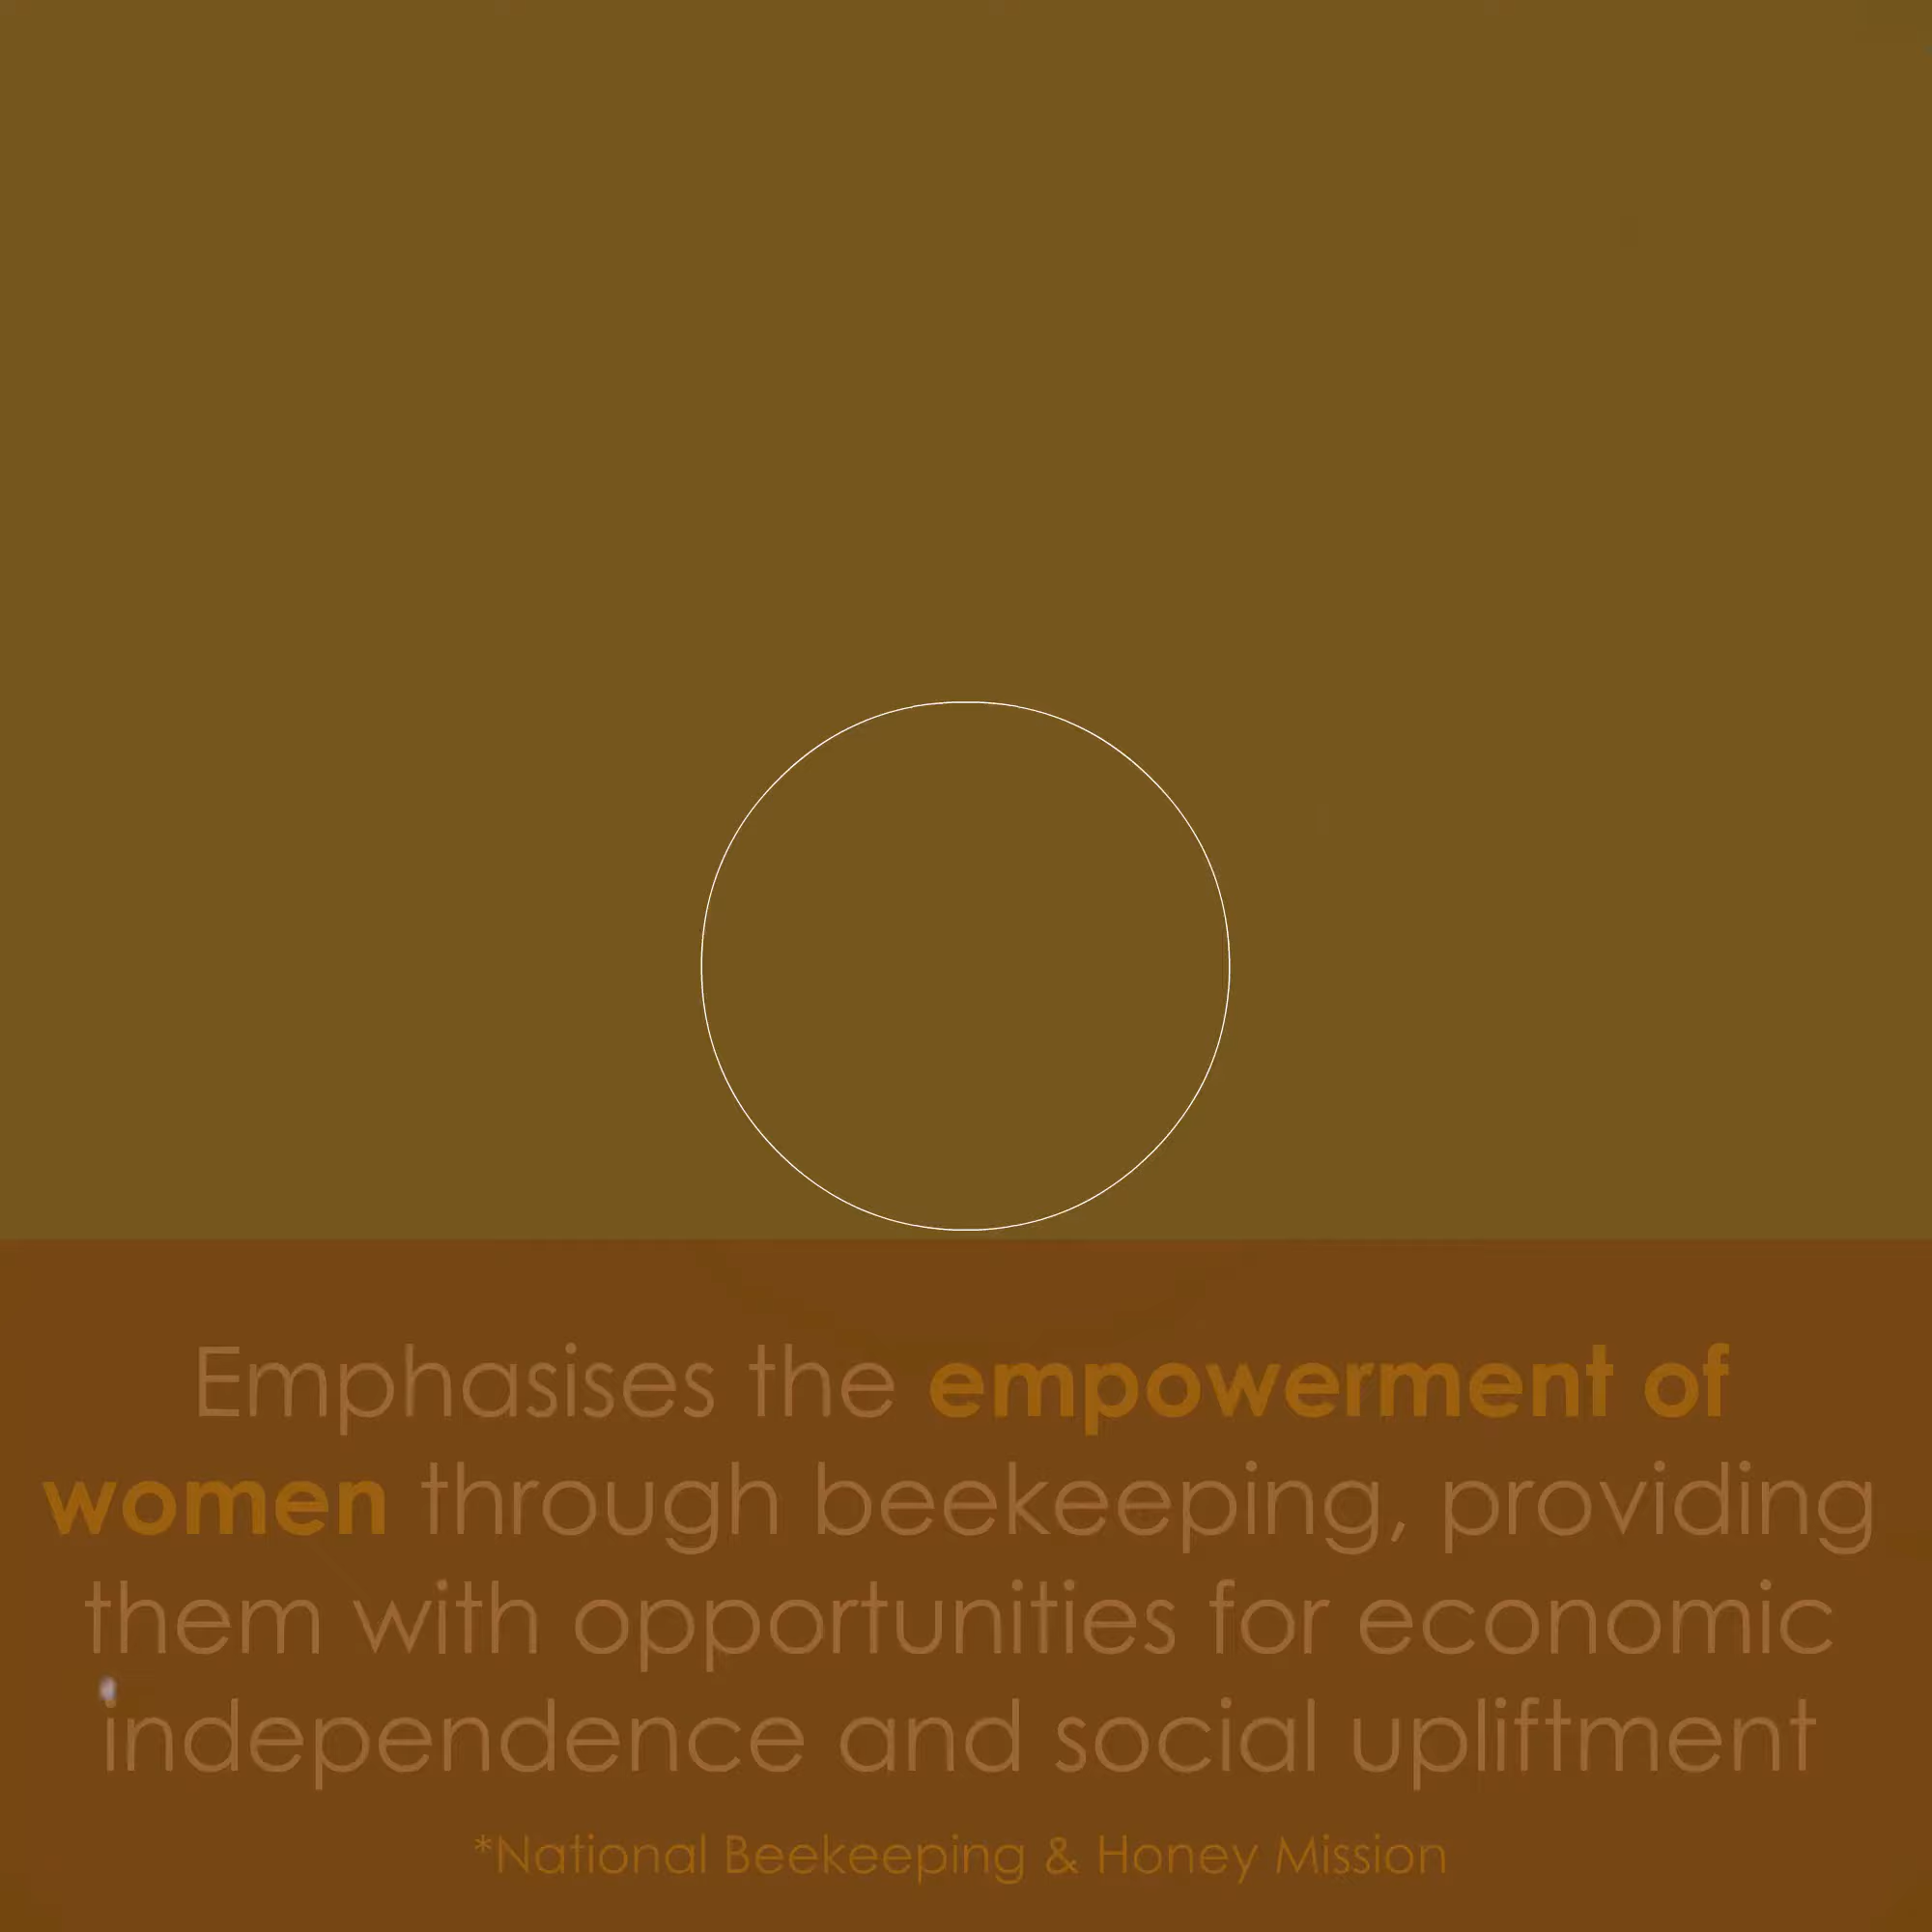 Emphasises the empowerment of
women through beekeeping, providing
them with opportunities for economic
independence and social upliftment
*National Beekeeping & Honey Mission